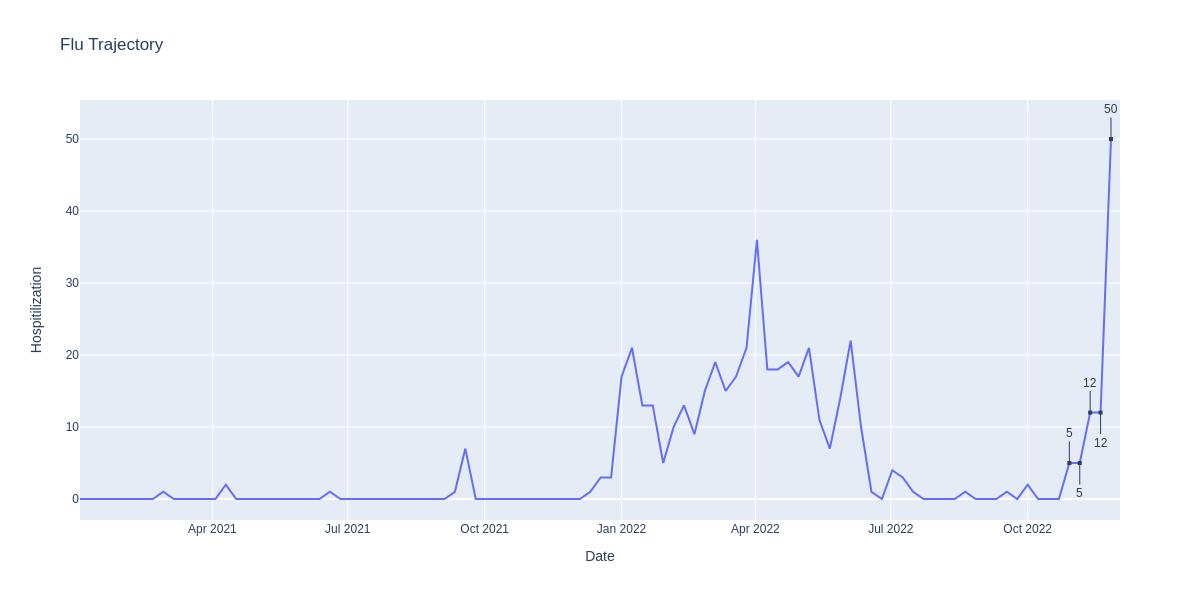 Flu Trajectory
50
50
40
30
20
12
10
5
12
5
0
Hospitilization
Apr 2021
Jul 2021
Oct 2021
Jan 2022
Apr 2022
Jul 2022
Oct 2022
Date